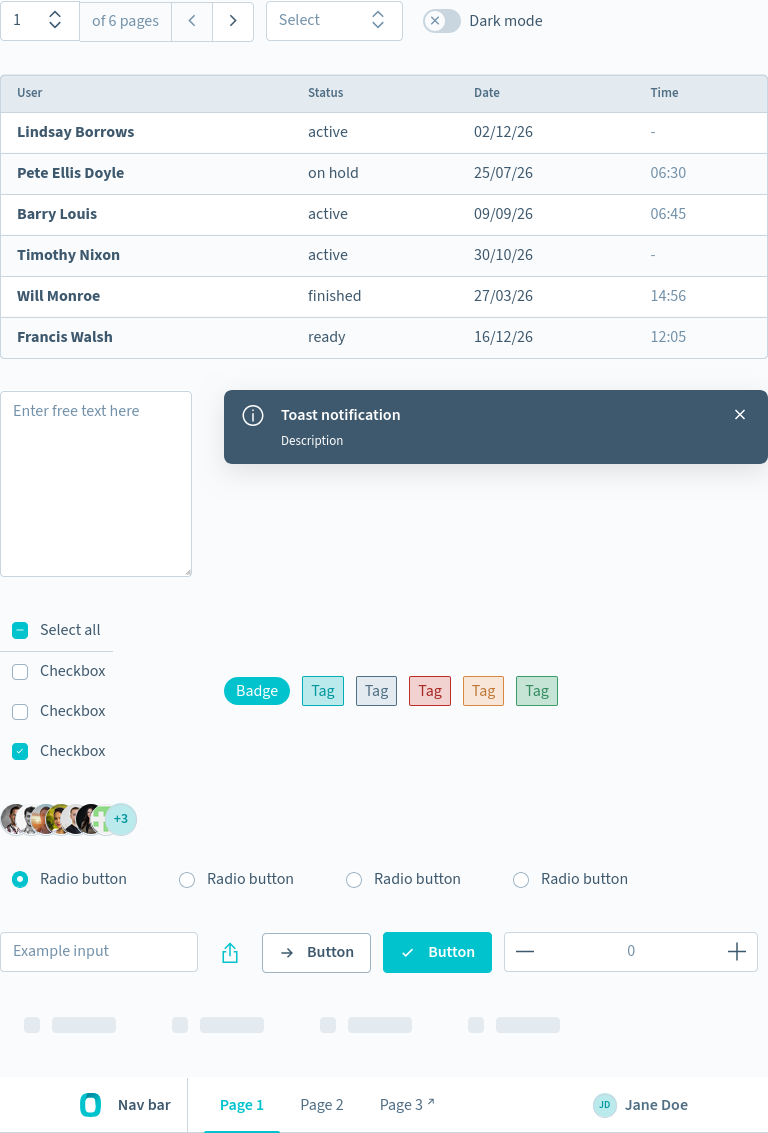 1 of 6 pages Select Dark mode
User Status Date Time
Lindsay Borrows active 02/12/26 -
Pete Ellis Doyle on hold 25/07/26 06:30
Barry Louis active 09/09/26 06:45
Timothy Nixon active 30/10/26 -
Will Monroe finished 27/03/26 14:56
Francis Walsh ready 16/12/26 12:05
Enter free text here
Toast notification
Description
Select all
Checkbox
Checkbox
Checkbox
Badge Tag Tag Tag Tag Tag
+3
Radio button Radio button Radio button Radio button
Example input Button Button 0
Nav bar Page 1 Page 2 Page 3 ↗ JD Jane Doe